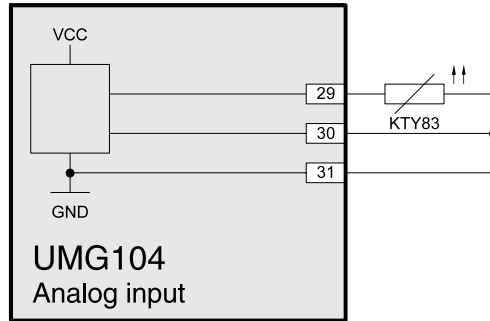 VCC
29
KTY83
30
31
GND
UMG104
Analog input